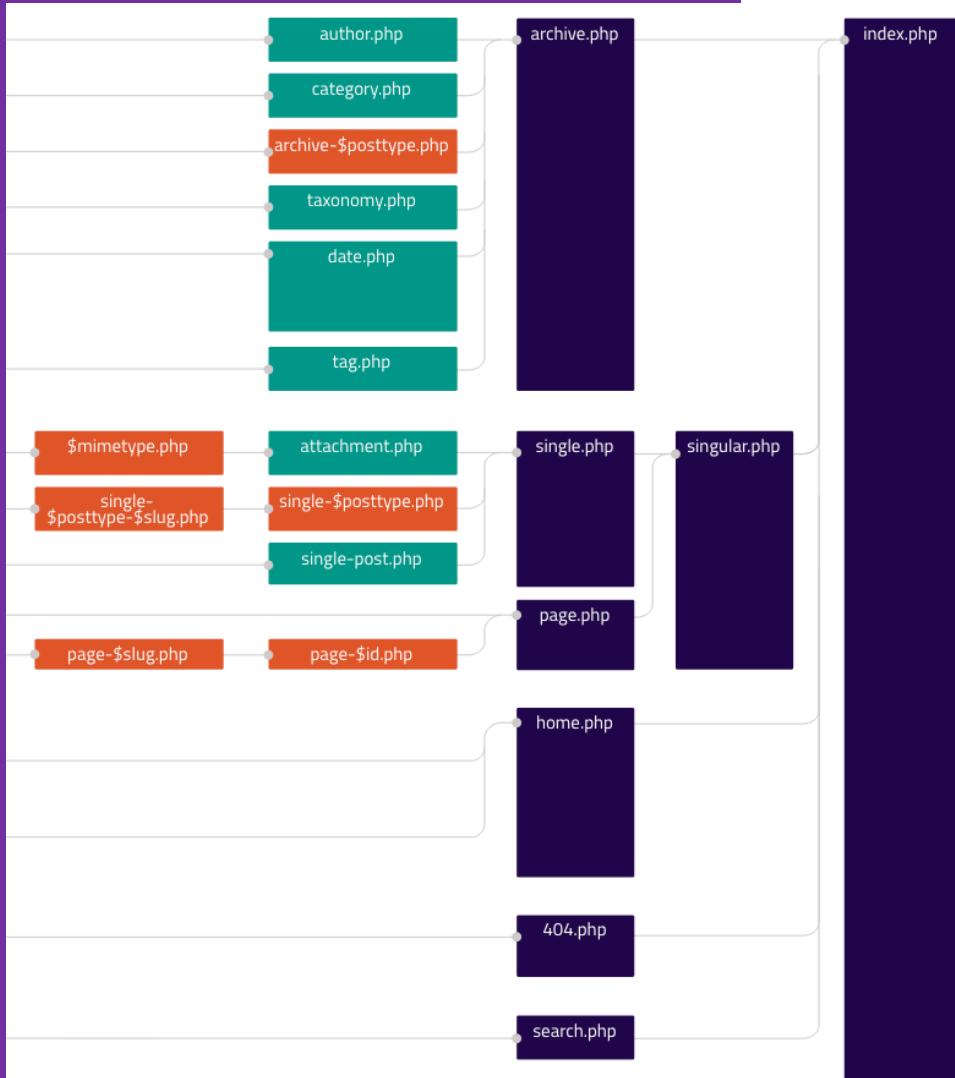 author.php
archive.php
index.php
category.php
archive-$posttype.php
taxonomy.php
date.php
tag.php
$mimetype.php
attachment.php
single.php
singular.php
single-
$posttype-$slug.php
single-$posttype.php
single-post.php
page.php
page-$slug.php
page-$id.php
home.php
404.php
search.php